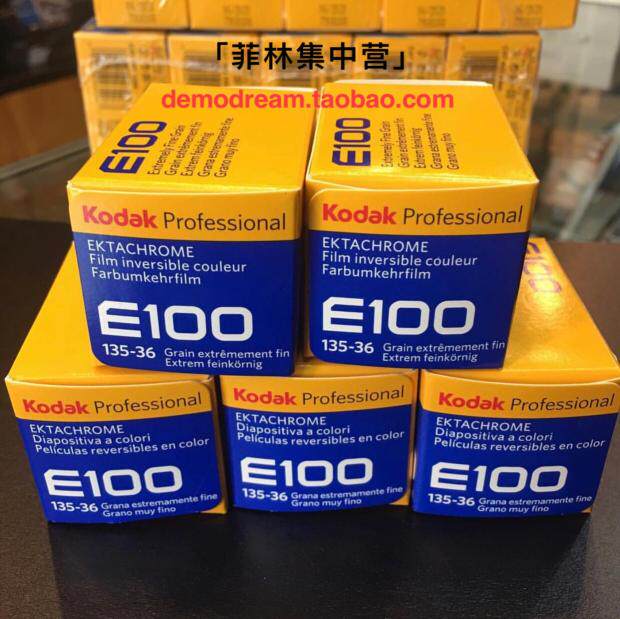 「菲林集中营」
demodream.taobao.com
E100
Extremely Fine Grain
Grain extrêmement fin
Extrem feinkörnig
Grana estremamente fine
Grano muy fino
E100
Extremely Fine Grain
Grain extrêmement fin
Extrem feinkörnig
Grana estremamente fine
Grano muy fino
Kodak Professional
EKTACHROME
Film inversible couleur
Farbumkehrfilm
E100
135-36 Grain extrêmement fin
Extrem feinkörnig
Kodak Professional
EKTACHROME
Film inversible couleur
Farbumkehrfilm
E100
135-36 Grain extrêmement fin
Extrem feinkörnig
E100
Kodak Professional
EKTACHROME
Diapositiva a colori
Películas reversibles en color
E100
135-36 Grana estremamente fine
Grano muy fino
Kodak Professional
EKTACHROME
Diapositiva a colori
Películas reversibles en color
E100
135-36 Grana estremamente fine
Grano muy fino
Kodak Professional
EKTACHROME
Diapositiva a colori
Películas reversibles en color
E100
135-36 Grana estremamente fine
Grano muy fino